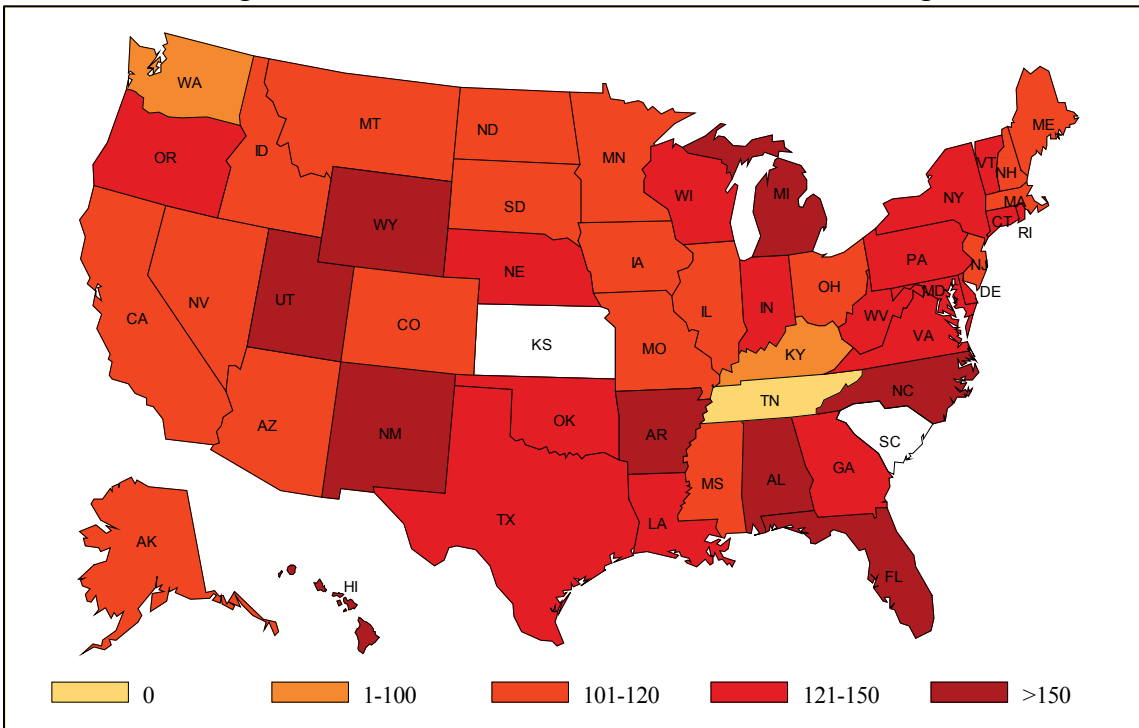 WA
MT
ND
MN
ME
OR
ID
VT
NH
WI
MI
NY
MA
SD
WY
CT
RI
IA
PA
NE
NJ
UT
OH
DE
NV
MD
IL
IN
WV
CA
CO
VA
KS
MO
KY
NC
TN
OK
AZ
NM
AR
SC
GA
MS
AL
TX
LA
AK
FL
HI
0
1-100
101-120
121-150
>150